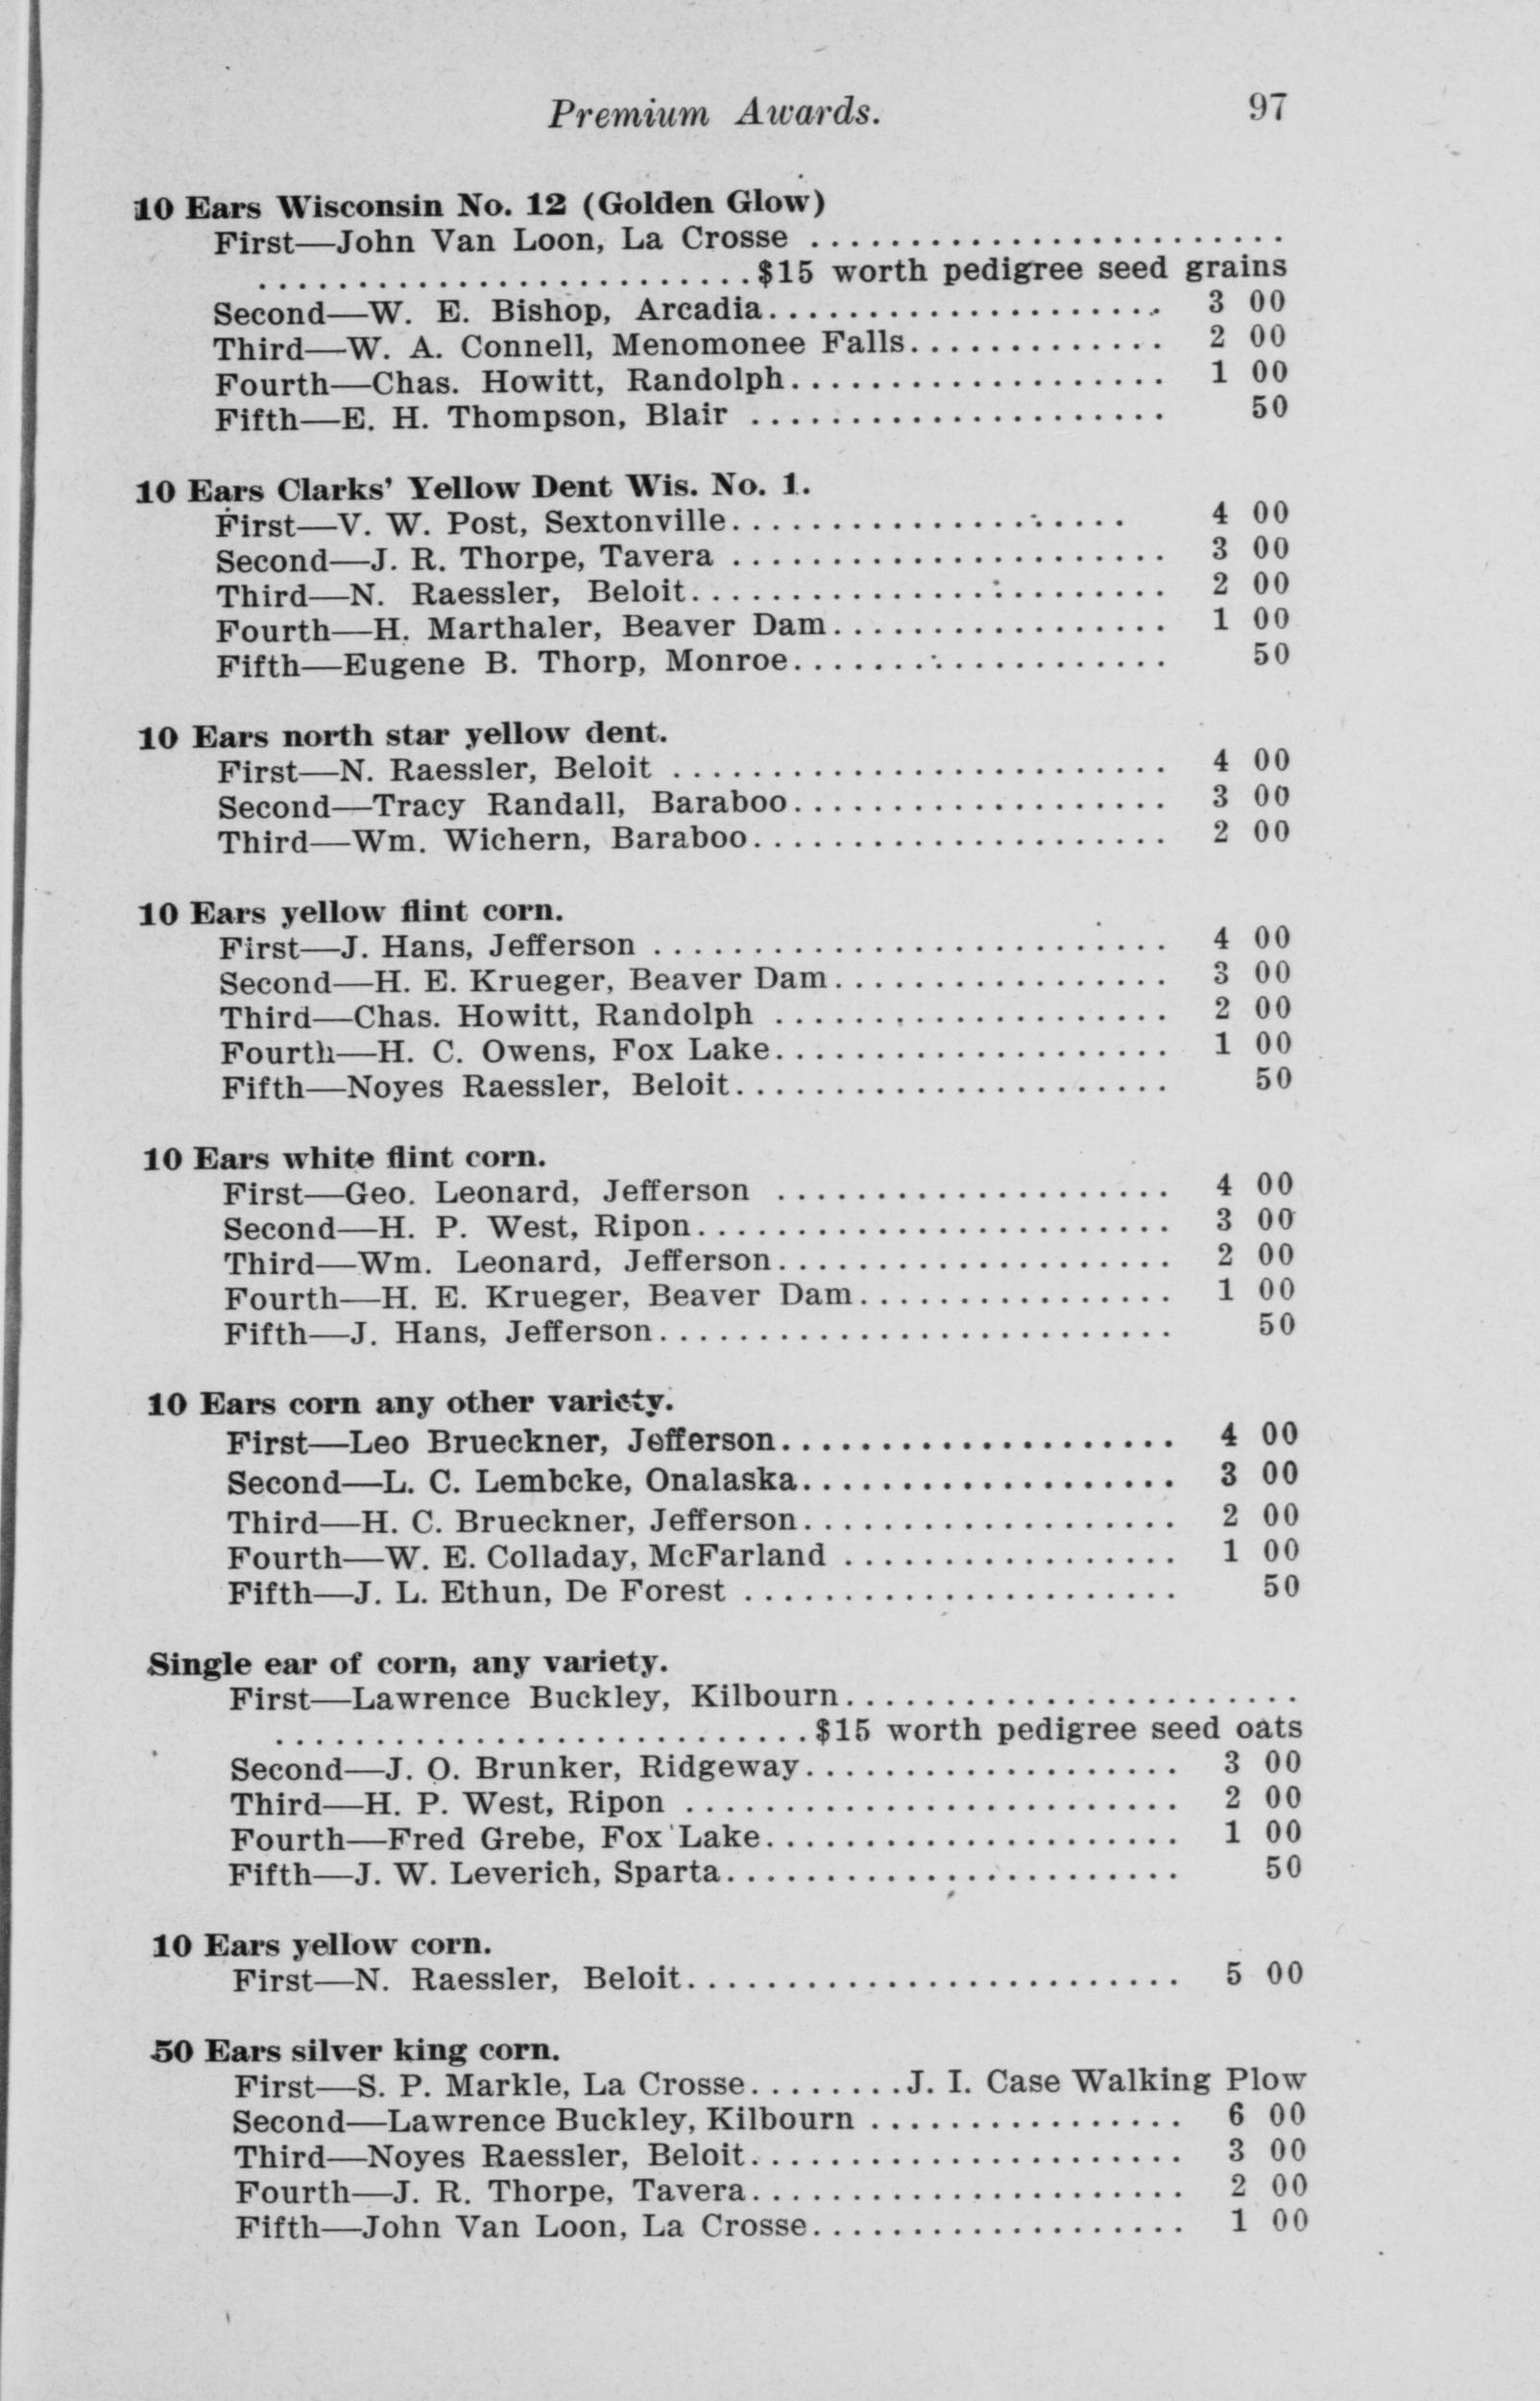 Premium Awards. 97
10 Ears Wisconsin No. 12 (Golden Glow)
First—John Van Loon, La Crosse ........................
.........................$15 worth pedigree seed grains
Second—W. E. Bishop, Arcadia.................... 3 00
Third—W. A. Connell, Menomonee Falls............. 2 00
Fourth—Chas. Howitt, Randolph................... 1 00
Fifth—E. H. Thompson, Blair ..................... 50
10 Ears Clarks' Yellow Dent Wis. No. 1.
First—V. W. Post, Sextonville.................... 4 00
Second—J. R. Thorpe, Tavera ...................... 3 00
Third—N. Raessler, Beloit........................ 2 00
Fourth—H. Marthaler, Beaver Dam................. 1 00
Fifth—Eugene B. Thorp, Monroe................... 50
10 Ears north star yellow dent.
First—N. Raessler, Beloit ......................... 4 00
Second—Tracy Randall, Baraboo................... 3 00
Third—Wm. Wichern, Baraboo..................... 2 00
10 Ears yellow flint corn.
First—J. Hans, Jefferson .......................... 4 00
Second—H. E. Krueger, Beaver Dam................. 3 00
Third—Chas. Howitt, Randolph .................... 2 00
Fourth—H. C. Owens, Fox Lake.................... 1 00
Fifth—Noyes Raessler, Beloit...................... 50
10 Ears white flint corn.
First—Geo. Leonard, Jefferson .................... 4 00
Second—H. P. West, Ripon........................ 3 00
Third—Wm. Leonard, Jefferson.................... 2 00
Fourth—H. E. Krueger, Beaver Dam................ 1 00
Fifth—J. Hans, Jefferson.......................... 50
10 Ears corn any other variety.
First—Leo Brueckner, Jefferson.................... 4 00
Second—L. C. Lembcke, Onalaska................... 3 00
Third—H. C. Brueckner, Jefferson................... 2 00
Fourth—W. E. Colladay, McFarland ................. 1 00
Fifth—J. L. Ethun, De Forest ...................... 50
Single ear of corn, any variety.
First—Lawrence Buckley, Kilbourn.......................
...........................$15 worth pedigree seed oats
Second—J. O. Brunker, Ridgeway................... 3 00
Third—H. P. West, Ripon ......................... 2 00
Fourth—Fred Grebe, Fox Lake..................... 1 00
Fifth—J. W. Leverich, Sparta....................... 50
10 Ears yellow corn.
First—N. Raessler, Beloit......................... 5 00
50 Ears silver king corn.
First—S. P. Markle, La Crosse........J. I. Case Walking Plow
Second—Lawrence Buckley, Kilbourn ................ 6 00
Third—Noyes Raessler, Beloit...................... 3 00
Fourth—J. R. Thorpe, Tavera...................... 2 00
Fifth—John Van Loon, La Crosse................... 1 00